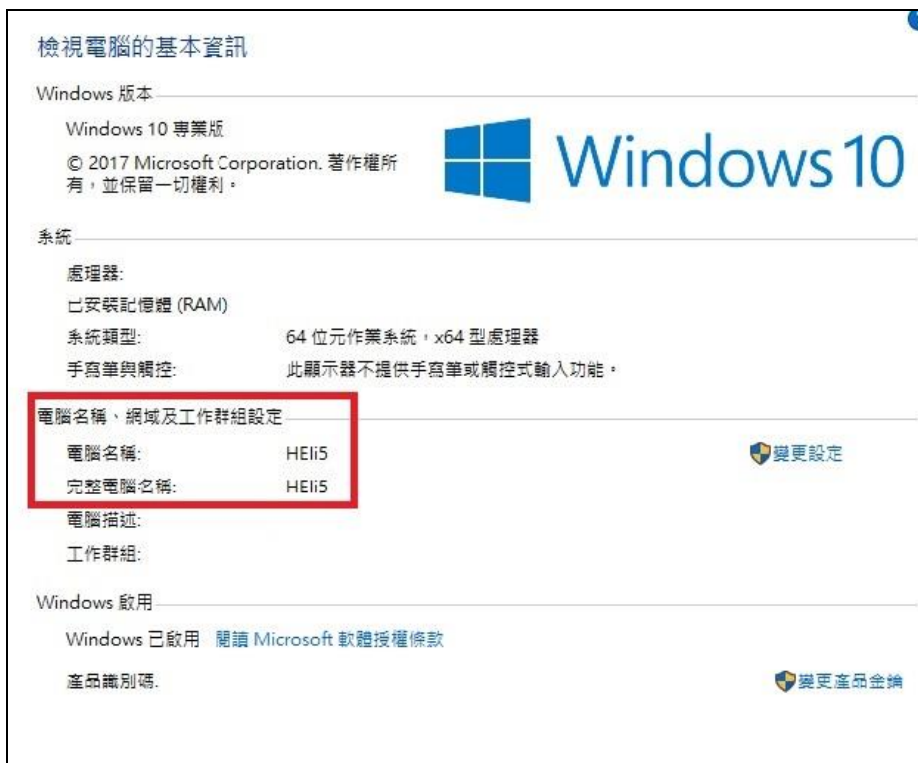 檢視電腦的基本資訊
Windows 版本
Windows 10 專業版
© 2017 Microsoft Corporation. 著作權所
有，並保留一切權利。
Windows 10
系統
處理器:
已安裝記憶體 (RAM)
系統類型: 64 位元作業系統，x64 型處理器
手寫筆與觸控: 此顯示器不提供手寫筆或觸控式輸入功能。
電腦名稱、網域及工作群組設定
電腦名稱: HEIi5 變更設定
完整電腦名稱: HEIi5
電腦描述:
工作群組:
Windows 啟用
Windows 已啟用 閱讀 Microsoft 軟體授權條款
產品識別碼. 變更產品金鑰